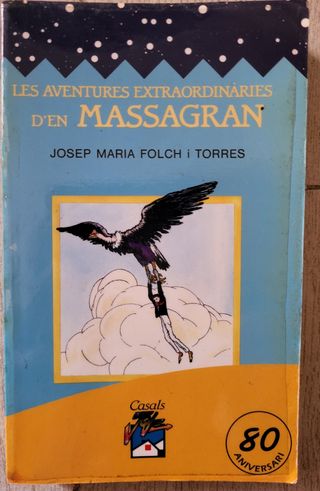 LES AVENTURES EXTRAORDINÀRIES
D'EN MASSAGRAN
JOSEP MARIA FOLCH i TORRES
Casals
80
ANIVERSARI